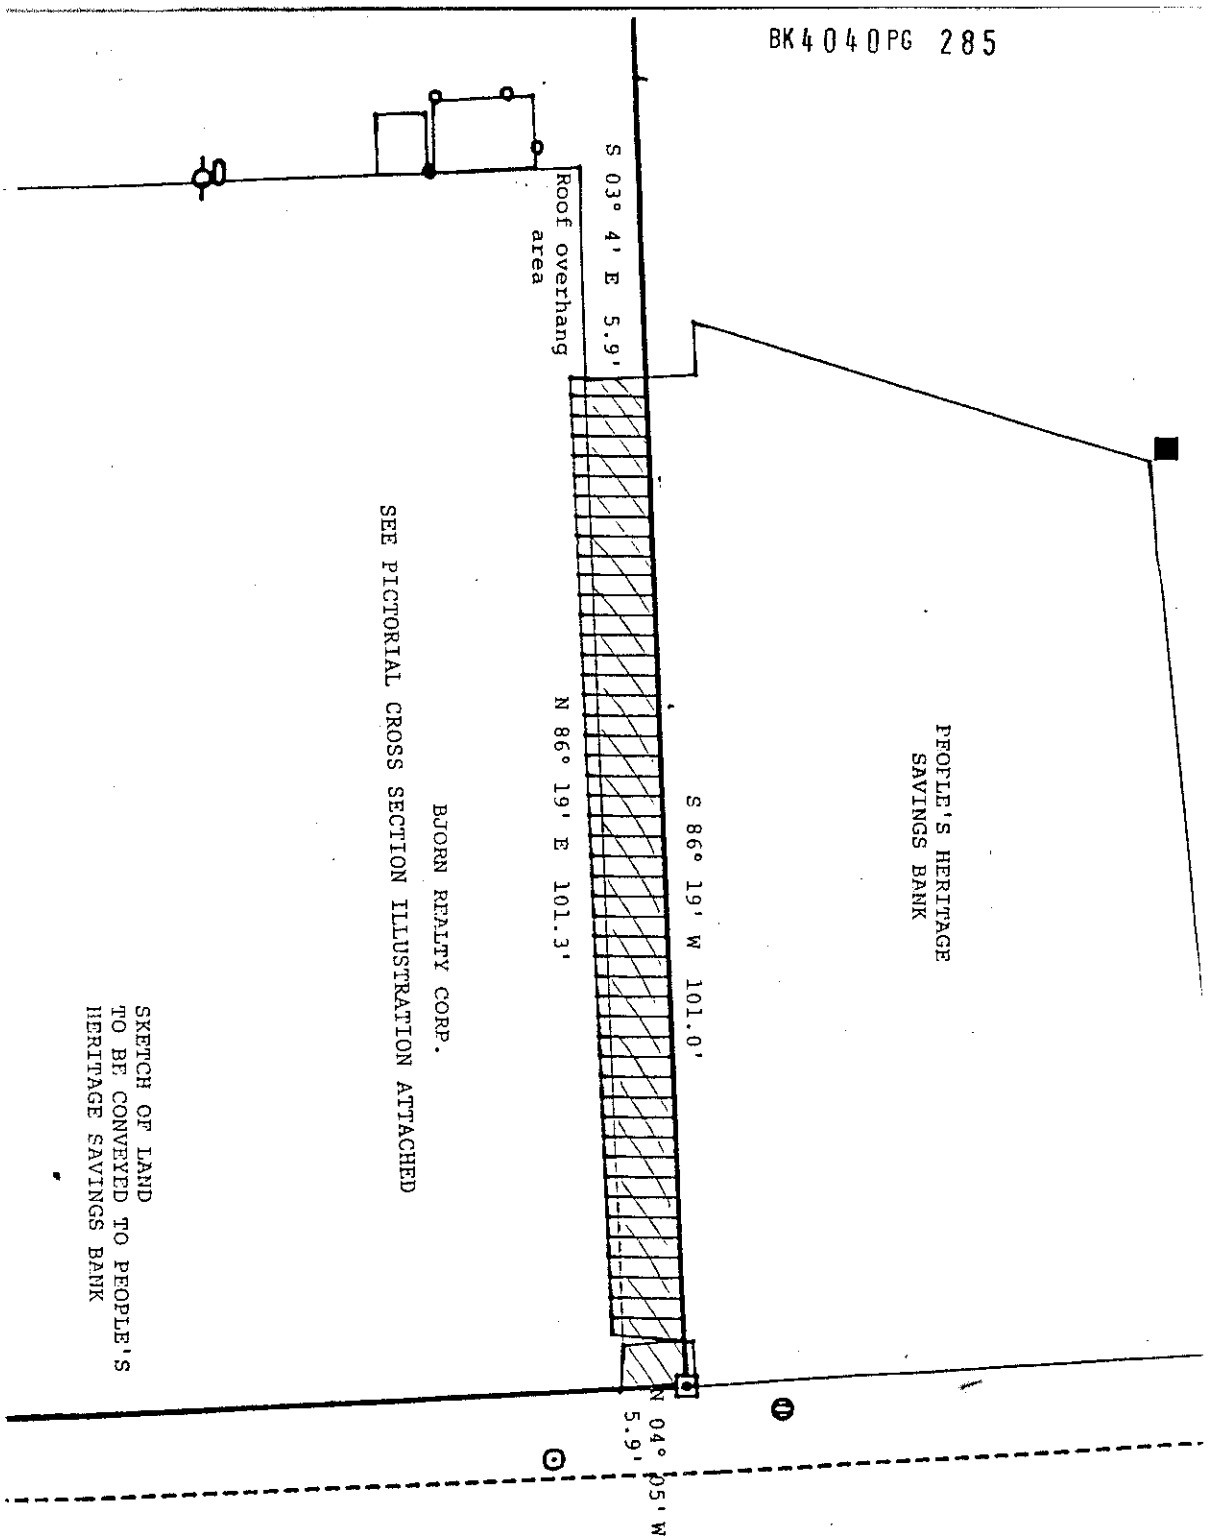 BK4040PG 285
S 03° 4' E 5.9'
Roof overhang
area
PEOPLE'S HERITAGE
SAVINGS BANK
S 86° 19' W 101.0'
N 86° 19' E 101.3'
BJORN REALTY CORP.
SEE PICTORIAL CROSS SECTION ILLUSTRATION ATTACHED
SKETCH OF LAND
TO BE CONVEYED TO PEOPLE'S
HERITAGE SAVINGS BANK
N 04° 05' W
5.9'